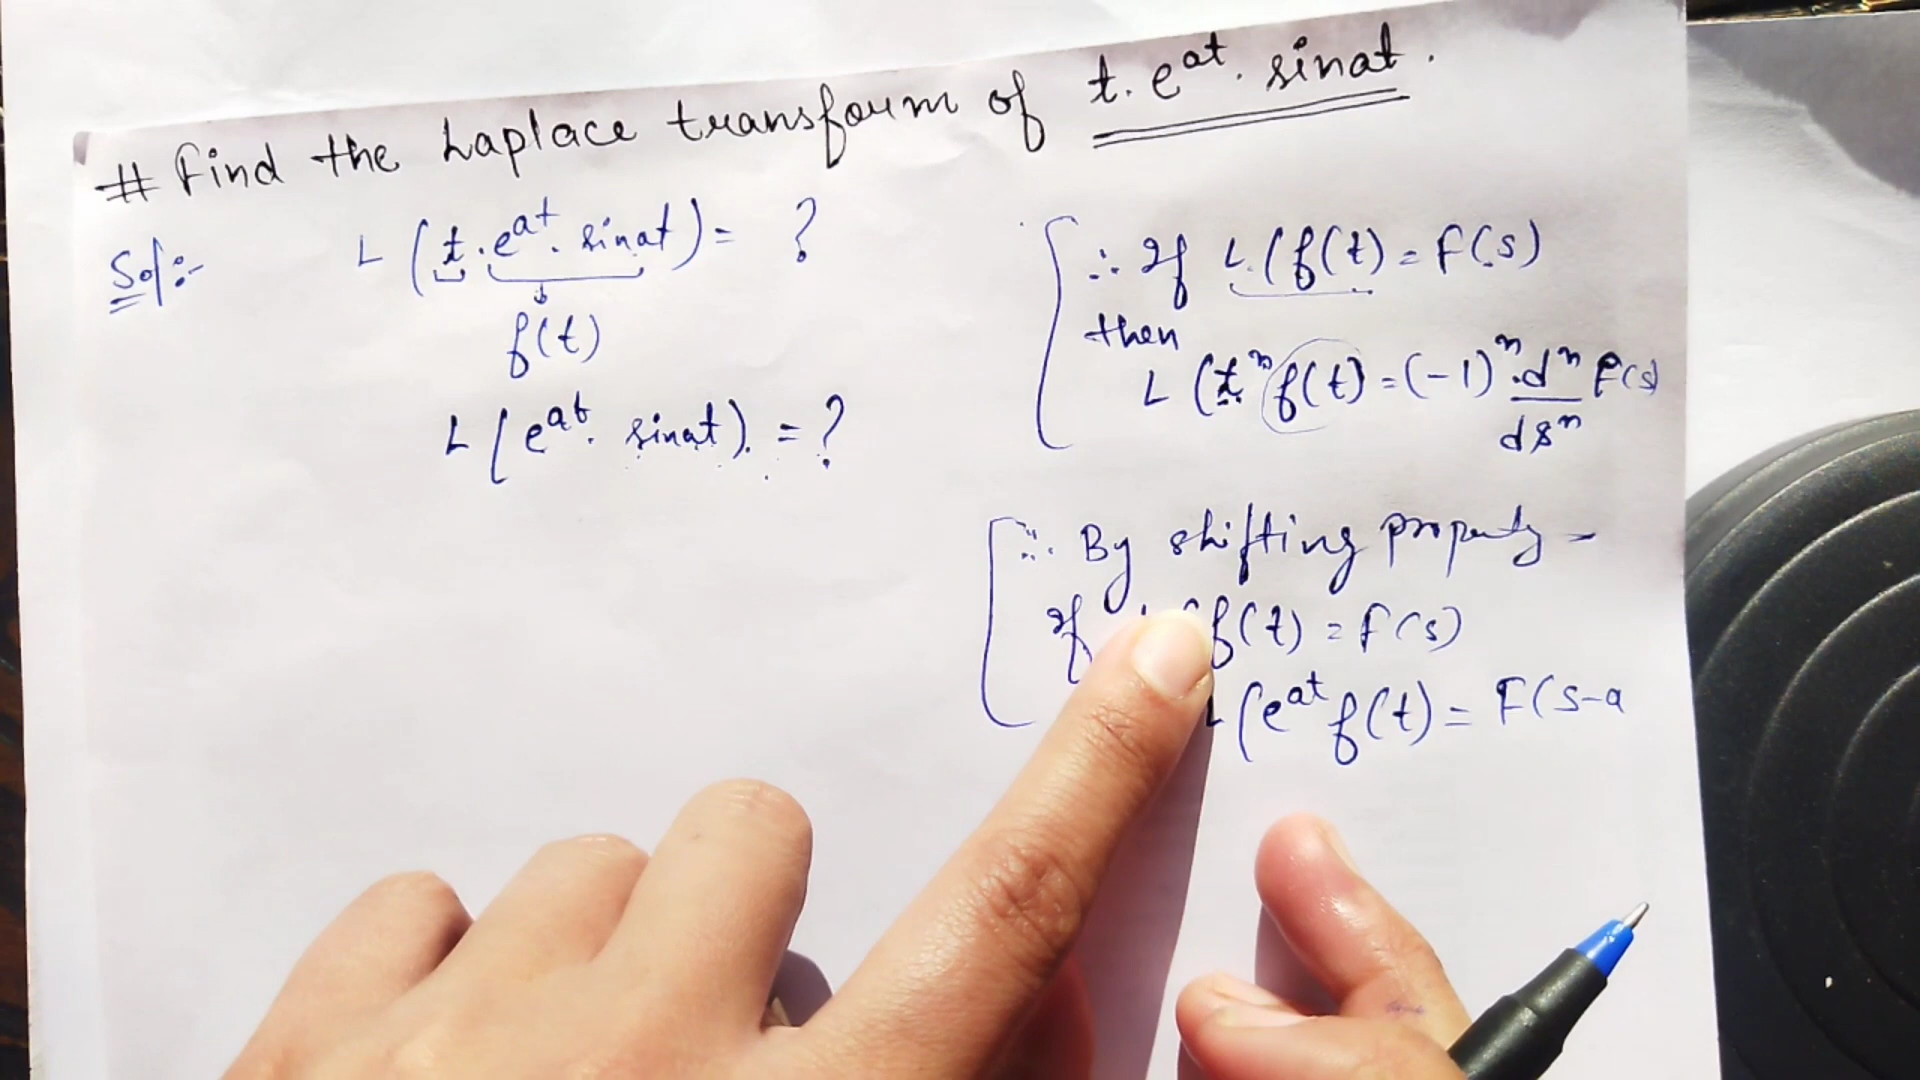 # Find the Laplace transform of t. e^at. sinat.
Sol:-
L (t. e^at. sinat) = ?
f(t)
L (e^at. sinat). = ?
∴ If L (f(t) = F(s)
then
L (t^n f(t) = (-1)^n . d^n F(s)
ds^n
∴ By shifting property -
If f(t) = F(s)
L (e^at f(t) = F(s-a